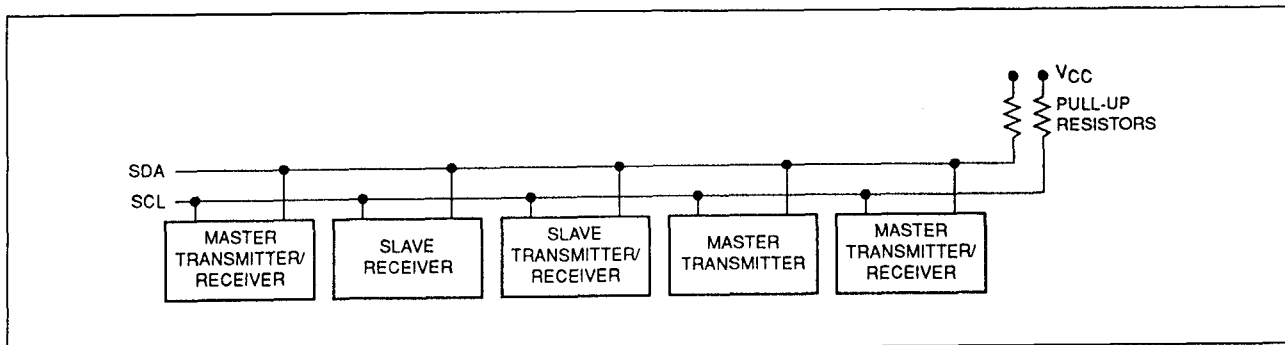 VCC
PULL-UP
RESISTORS
SDA
SCL
MASTER
TRANSMITTER/
RECEIVER
SLAVE
RECEIVER
SLAVE
TRANSMITTER/
RECEIVER
MASTER
TRANSMITTER
MASTER
TRANSMITTER/
RECEIVER